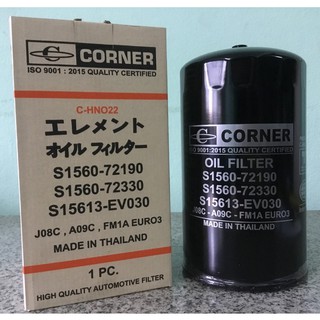 CORNER
ISO 9001 : 2015 QUALITY CERTIFIED
C-HNO22
エレメント
オイル フィルター
S1560-72190
S1560-72330
S15613-EV030
J08C , A09C , FM1A EURO3
MADE IN THAILAND
1 PC.
HIGH QUALITY AUTOMOTIVE FILTER
CORNER
ISO 9001:2015 QUALITY CERTIFIED
OIL FILTER
S1560-72190
S1560-72330
S15613-EV030
J08C - A09C - FM1A EURO3
MADE IN THAILAND